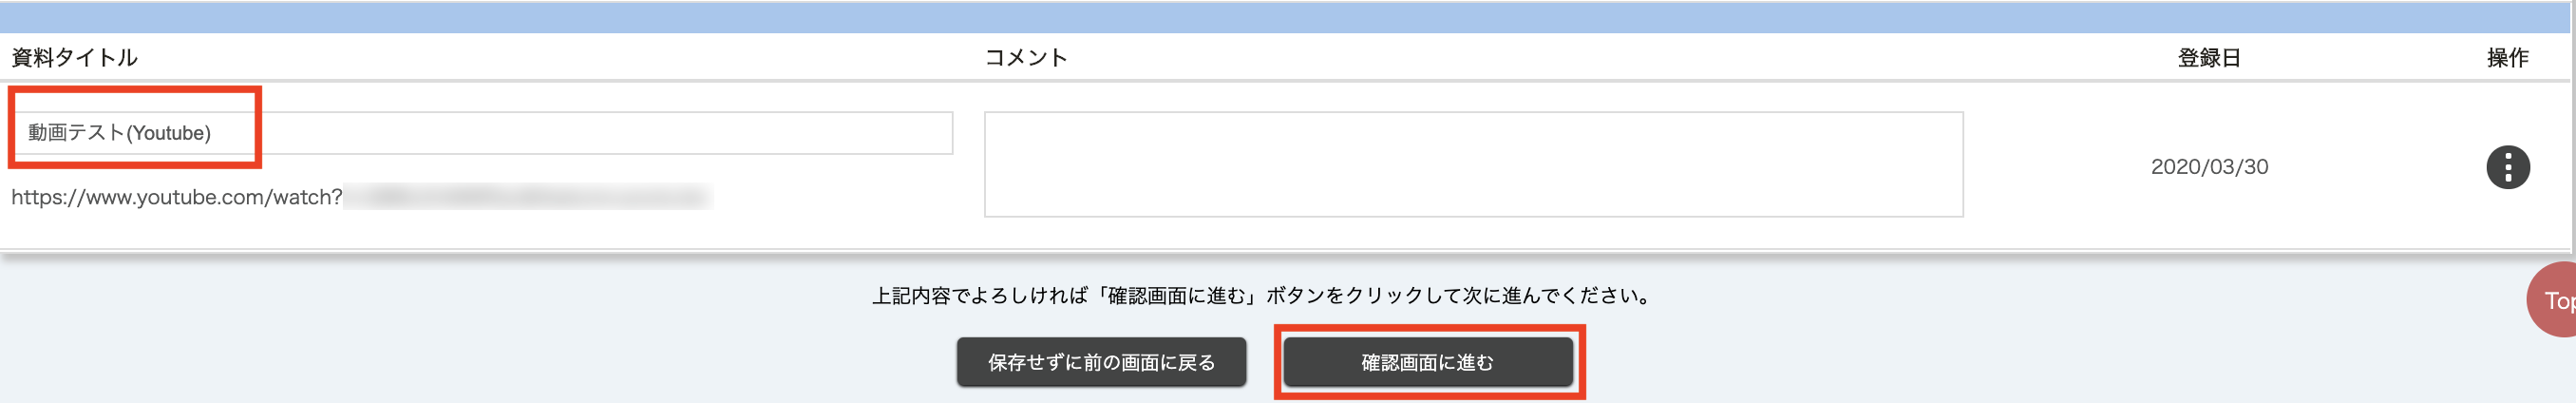 資料タイトル コメント 登録日 操作
動画テスト(Youtube)
https://www.youtube.com/watch?
2020/03/30
上記内容でよろしければ「確認画面に進む」ボタンをクリックして次に進んでください。
Top
保存せずに前の画面に戻る 確認画面に進む